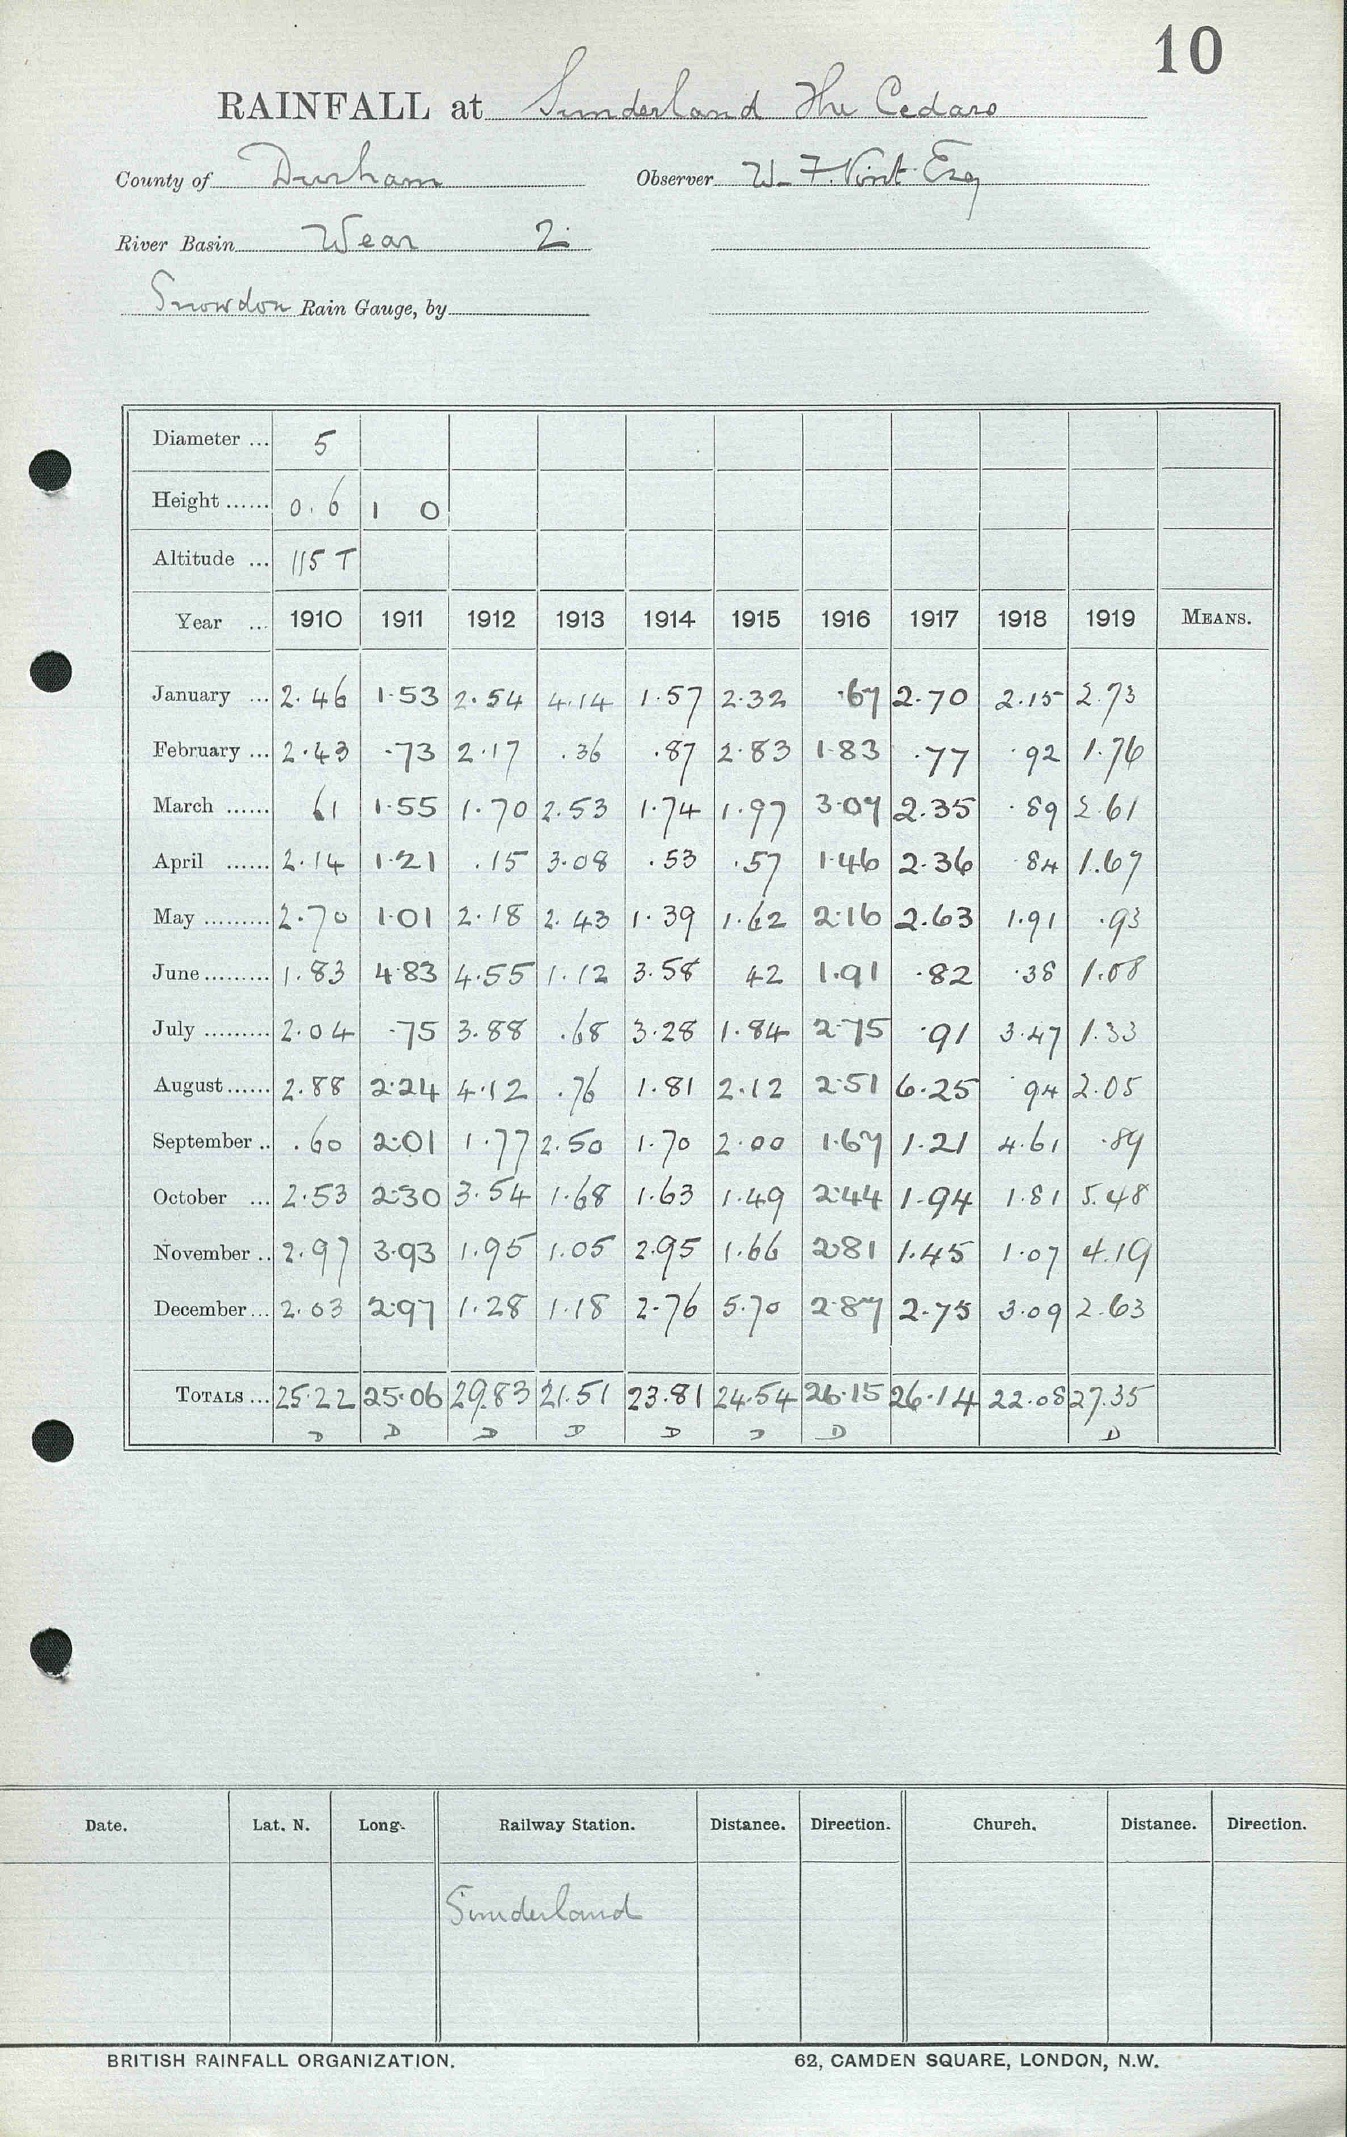 10
RAINFALL at Sunderland The Cedars
County of Durham Observer W. F. Vint Esq
River Basin Wear 2
Snowdon Rain Gauge, by
Diameter ... 5
Height ...... 0.6 1 0
Altitude ... 115 T
Year ... 1910 1911 1912 1913 1914 1915 1916 1917 1918 1919 MEANS.
January ... 2.46 1.53 2.54 4.14 1.57 2.32 .67 2.70 2.15 2.73
February ... 2.43 .73 2.17 .36 .87 2.83 1.83 .77 .92 1.76
March ...... .61 1.55 1.70 2.53 1.74 1.97 3.07 2.35 .89 2.61
April ...... 2.14 1.21 .15 3.08 .53 .57 1.46 2.36 .84 1.67
May ......... 2.70 1.01 2.18 2.43 1.39 1.62 2.16 2.63 1.91 .93
June ......... 1.83 4.83 4.55 1.12 3.58 42 1.91 .82 .38 1.08
July ......... 2.04 .75 3.88 .68 3.28 1.84 2.75 .91 3.47 1.33
August ...... 2.88 2.24 4.12 .76 1.81 2.12 2.51 6.25 .94 2.05
September .. .60 2.01 1.77 2.50 1.70 2.00 1.67 1.21 4.61 .89
October ... 2.53 2.30 3.54 1.68 1.63 1.49 2.44 1.94 1.81 5.48
November .. 2.97 3.93 1.95 1.05 2.95 1.66 2.81 1.45 1.07 4.19
December ... 2.03 2.97 1.28 1.18 2.76 5.70 2.87 2.75 3.09 2.63
TOTALS ... 25.22 25.06 29.83 21.51 23.81 24.54 26.15 26.14 22.08 27.35
D D D D D D D D
Date. Lat. N. Long. Railway Station. Distance. Direction. Church. Distance. Direction.
Sunderland
BRITISH RAINFALL ORGANIZATION. 62, CAMDEN SQUARE, LONDON, N.W.